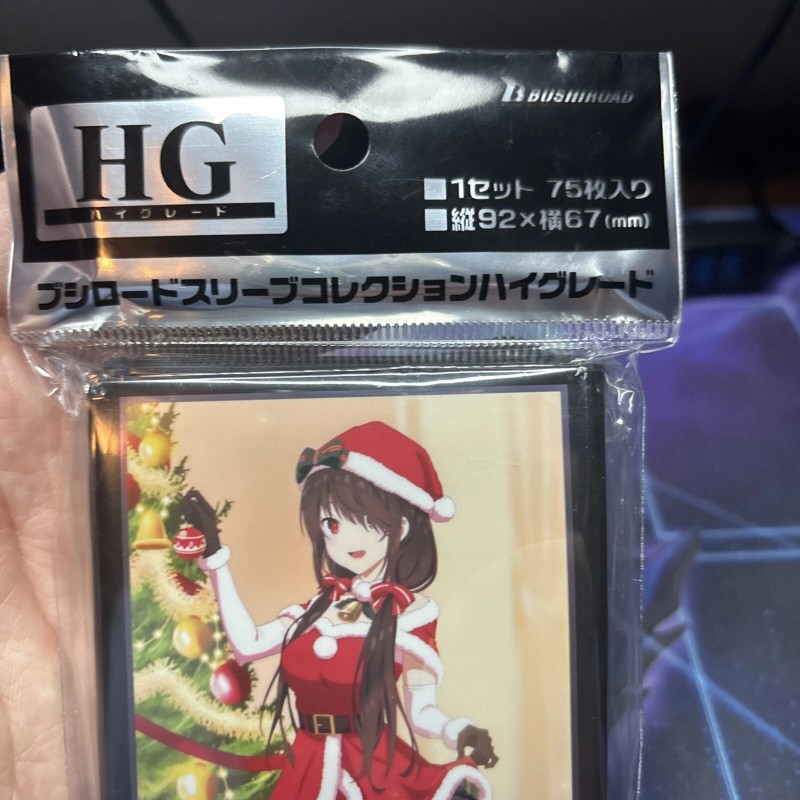 BUSHIROAD
HG
ハイグレード
■1セット 75枚入り
■縦92×横67(mm)
ブシロードスリーブコレクションハイグレード